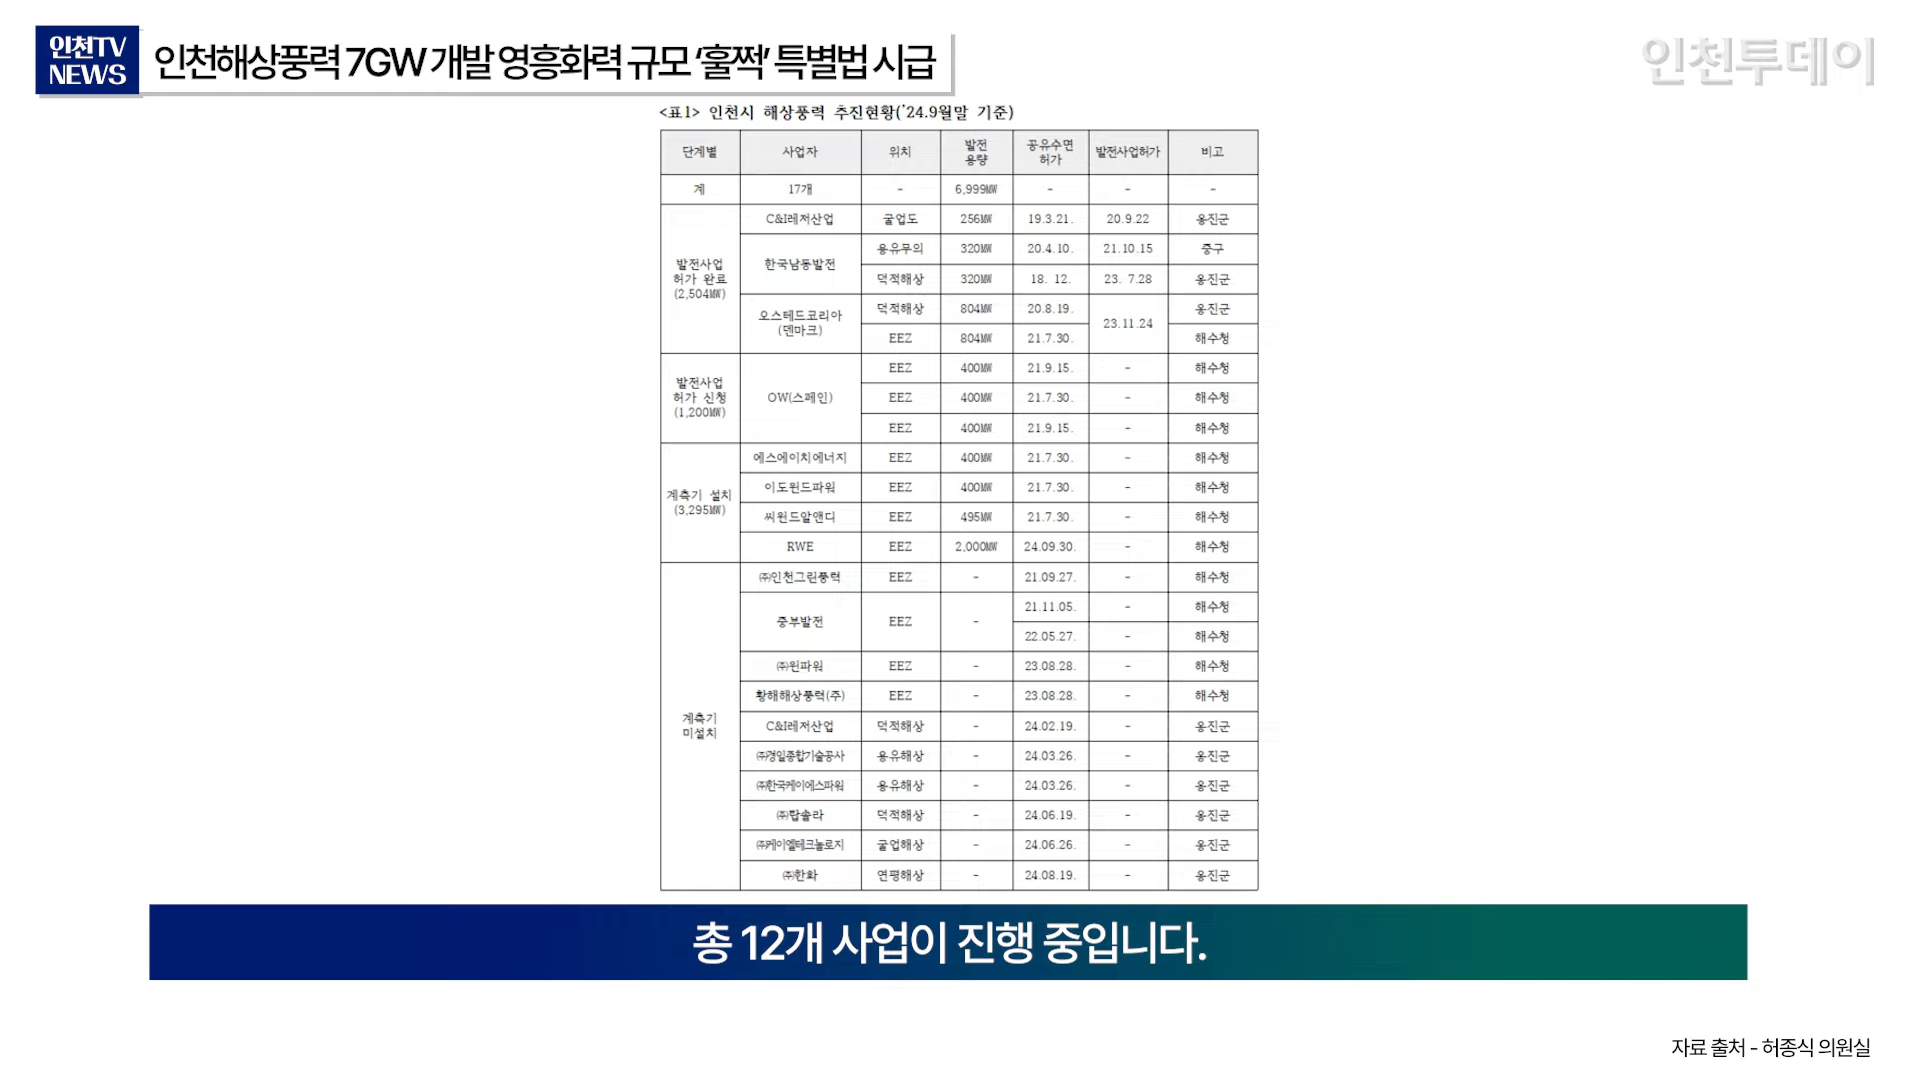 인천TV
NEWS
인천해상풍력 7GW 개발 영흥화력 규모 ‘훌쩍’ 특별법 시급
인천투데이
<표1> 인천시 해상풍력 추진현황('24.9월말 기준)
단계별 사업자 위치 발전 용량 공유수면 허가 발전사업허가 비고
계 17개 - 6,999㎿ - - -
발전사업 허가 완료 (2,504㎿) C&I레저산업 굴업도 256㎿ 19.3.21. 20.9.22 옹진군
한국남동발전 용유무의 320㎿ 20.4.10. 21.10.15 중구
덕적해상 320㎿ 18. 12. 23. 7.28 옹진군
오스테드코리아 (덴마크) 덕적해상 804㎿ 20.8.19. 23.11.24 옹진군
EEZ 804㎿ 21.7.30. 해수청
발전사업 허가 신청 (1,200㎿) OW(스페인) EEZ 400㎿ 21.9.15. - 해수청
EEZ 400㎿ 21.7.30. - 해수청
EEZ 400㎿ 21.9.15. - 해수청
계측기 설치 (3,295㎿) 에스에이치에너지 EEZ 400㎿ 21.7.30. - 해수청
이도윈드파워 EEZ 400㎿ 21.7.30. - 해수청
씨윈드알앤디 EEZ 495㎿ 21.7.30. - 해수청
RWE EEZ 2,000㎿ 24.09.30. - 해수청
계측기 미설치 ㈜인천그린풍력 EEZ - 21.09.27. - 해수청
중부발전 EEZ - 21.11.05. - 해수청
22.05.27. - 해수청
㈜윈파워 EEZ - 23.08.28. - 해수청
황해해상풍력(주) EEZ - 23.08.28. - 해수청
C&I레저산업 덕적해상 - 24.02.19. - 옹진군
㈜경일종합기술공사 용유해상 - 24.03.26. - 옹진군
㈜한국케이에스파워 용유해상 - 24.03.26. - 옹진군
㈜탑솔라 덕적해상 - 24.06.19. - 옹진군
㈜케이엘테크놀로지 굴업해상 - 24.06.26. - 옹진군
㈜한화 연평해상 - 24.08.19. - 옹진군
총 12개 사업이 진행 중입니다.
자료 출처 - 허종식 의원실